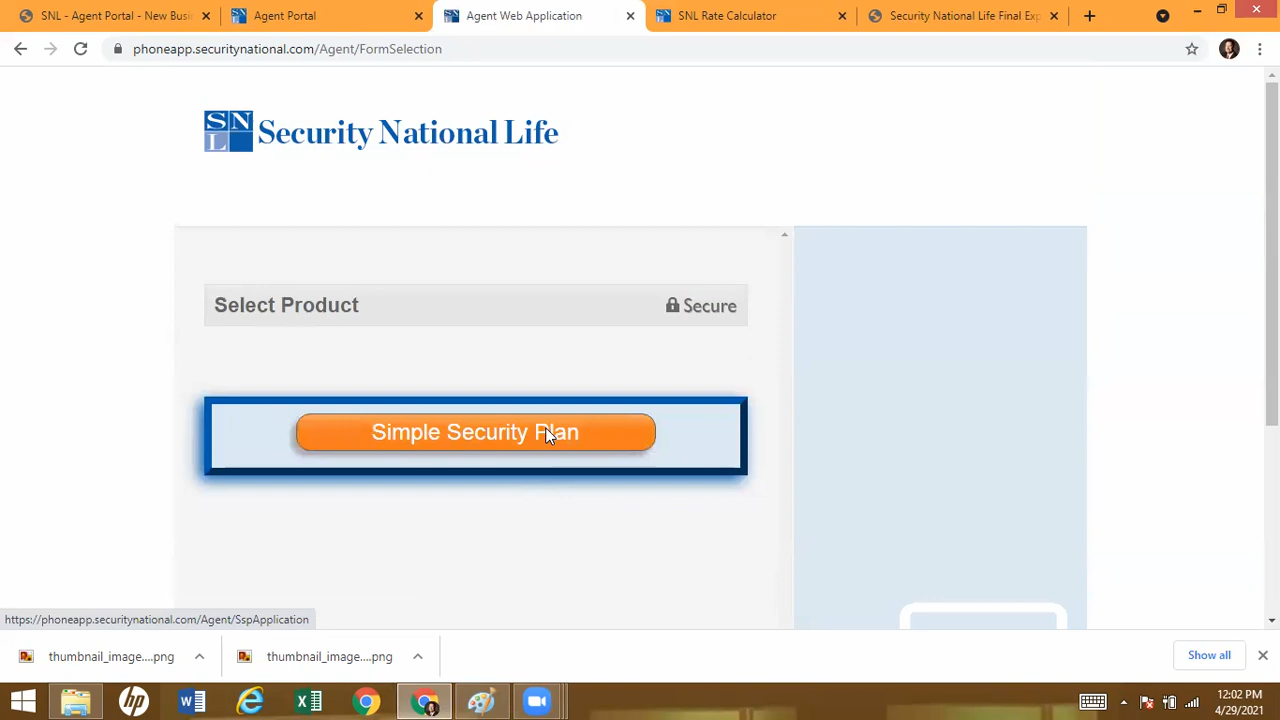 SNL - Agent Portal - New Busi
Agent Portal
Agent Web Application
SNL Rate Calculator
Security National Life Final Exp
phoneapp.securitynational.com/Agent/FormSelection
SN
L
Security National Life
Select Product
Secure
Simple Security Plan
https://phoneapp.securitynational.com/Agent/SspApplication
thumbnail_image....png
thumbnail_image....png
Show all
12:02 PM
4/29/2021